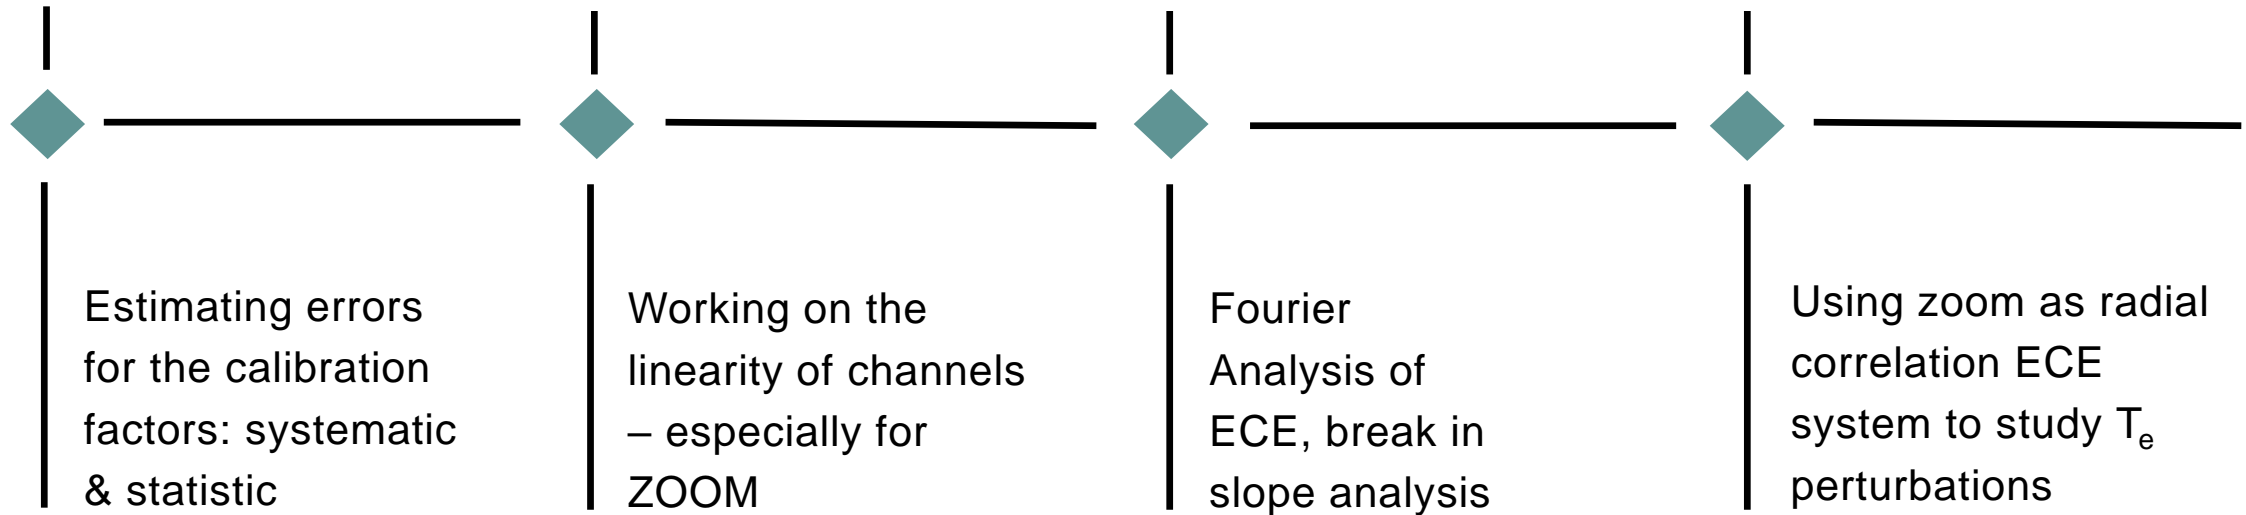 Estimating errors
for the calibration
factors: systematic
& statistic
Working on the
linearity of channels
– especially for
ZOOM
Fourier
Analysis of
ECE, break in
slope analysis
Using zoom as radial
correlation ECE
system to study Te
perturbations